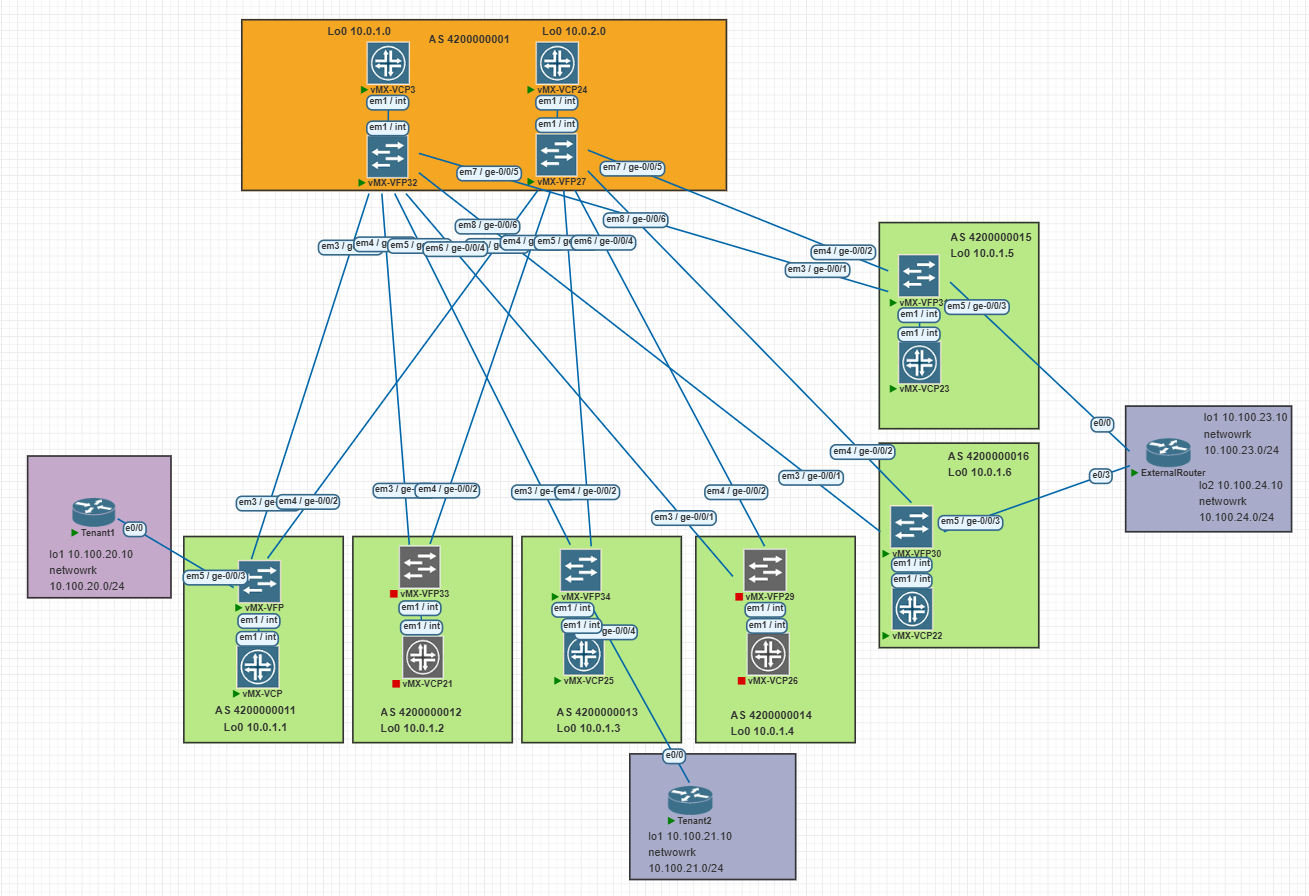 Lo0 10.0.1.0
AS 4200000001
Lo0 10.0.2.0
vMX-VCP3
em1 / int
em1 / int
vMX-VFP32
vMX-VCP24
em1 / int
em1 / int
vMX-VFP27
em7 / ge-0/0/5
em7 / ge-0/0/5
em8 / ge-0/0/6
em8 / ge-0/0/6
em3 / g
em4 /
em5 /
em6 / ge-0/0/4
em4 / g
em5 /
em6 / ge-0/0/4
em4 / ge-0/0/2
em3 / ge-0/0/1
AS 4200000015
Lo0 10.0.1.5
em5 / ge-0/0/3
em1 / int
em1 / int
vMX-VCP23
e0/0
lo1 10.100.23.10
netwowrk
10.100.23.0/24
ExternalRouter
lo2 10.100.24.10
netwowrk
10.100.24.0/24
e0/3
em4 / ge-0/0/2
em3 / ge-0/0/1
AS 4200000016
Lo0 10.0.1.6
em5 / ge-0/0/3
vMX-VFP30
em1 / int
em1 / int
vMX-VCP22
Tenant1
e0/0
lo1 10.100.20.10
netwowrk
10.100.20.0/24
em3 / ge-
em4 / ge-0/0/2
em5 / ge-0/0/3
vMX-VFP
em1 / int
em1 / int
vMX-VCP
AS 4200000011
Lo0 10.0.1.1
em3 / ge-
em4 / ge-0/0/2
vMX-VFP33
em1 / int
em1 / int
vMX-VCP21
AS 4200000012
Lo0 10.0.1.2
em3 / ge-
em4 / ge-0/0/2
vMX-VFP34
em1 / int
em1 / int
ge-0/0/4
vMX-VCP25
AS 4200000013
Lo0 10.0.1.3
em3 / ge-0/0/1
em4 / ge-0/0/2
vMX-VFP29
em1 / int
em1 / int
vMX-VCP26
AS 4200000014
Lo0 10.0.1.4
e0/0
Tenant2
lo1 10.100.21.10
netwowrk
10.100.21.0/24